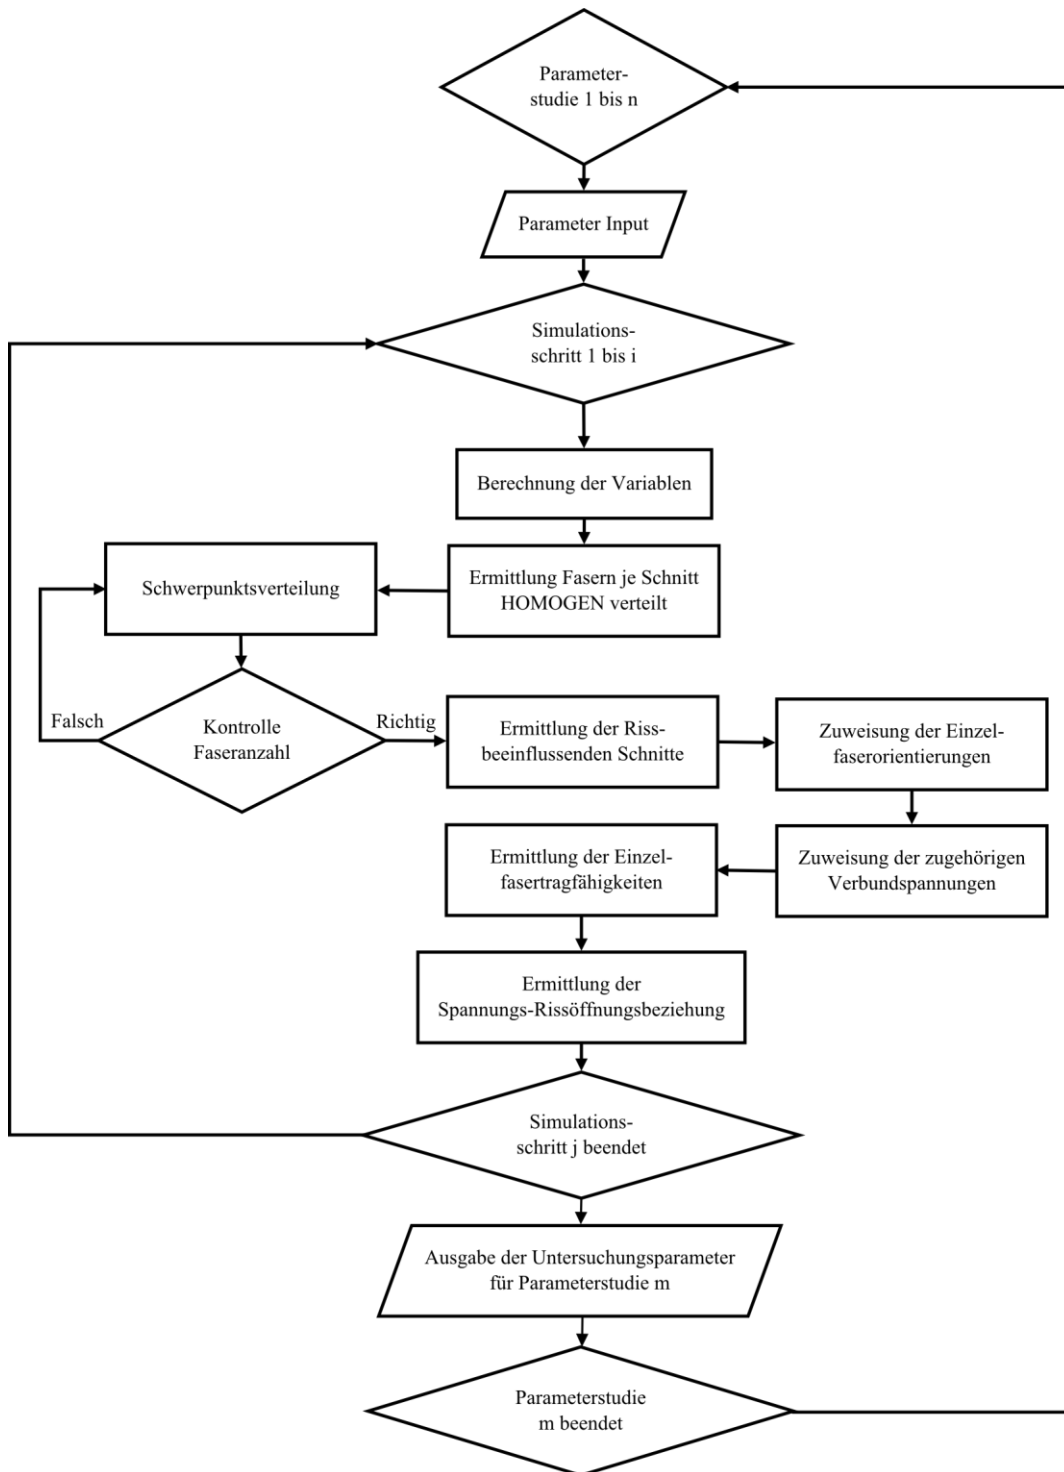 Parameter-
studie 1 bis n
Parameter Input
Simulations-
schritt 1 bis i
Berechnung der Variablen
Ermittlung Fasern je Schnitt
HOMOGEN verteilt
Schwerpunktsverteilung
Kontrolle
Faseranzahl
Falsch
Richtig
Ermittlung der Riss-
beeinflussenden Schnitte
Zuweisung der Einzel-
faserorientierungen
Zuweisung der zugehörigen
Verbundspannungen
Ermittlung der Einzel-
fasertragfähigkeiten
Ermittlung der
Spannungs-Rissöffnungsbeziehung
Simulations-
schritt j beendet
Ausgabe der Untersuchungsparameter
für Parameterstudie m
Parameterstudie
m beendet